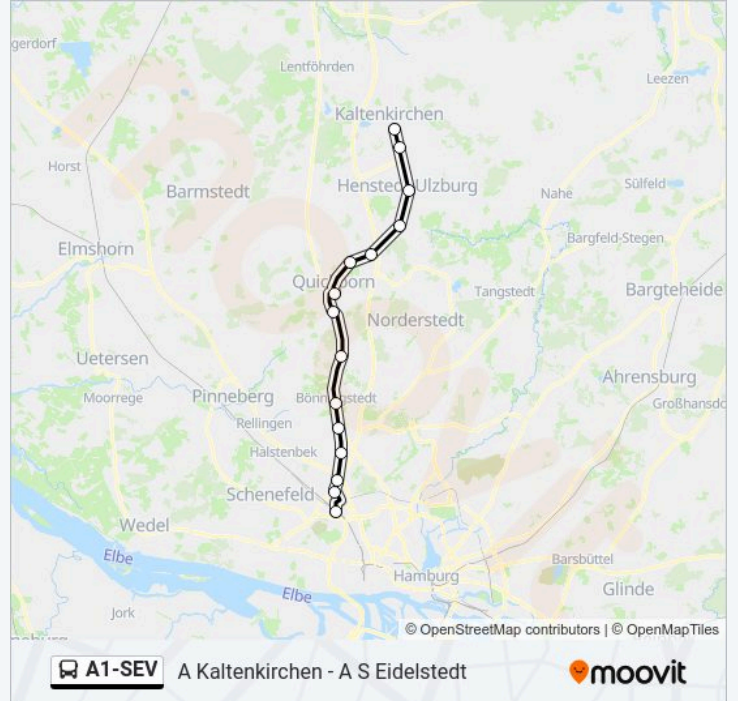 gerdorf
Lentföhrden
Leezen
Kaltenkirchen
Horst
Barmstedt
Henstedt-Ulzburg
Nahe
Sülfeld
Elmshorn
Bargfeld-Stegen
Quickborn
Tangstedt
Bargteheide
Norderstedt
Uetersen
Ahrensburg
Moorrege
Pinneberg
Bönningstedt
Großhansdo
Rellingen
Halstenbek
Schenefeld
Wedel
Elbe
Barsbüttel
Hamburg
Elbe
Glinde
Jork
© OpenStreetMap contributors | © OpenMapTiles
A1-SEV A Kaltenkirchen - A S Eidelstedt moovit